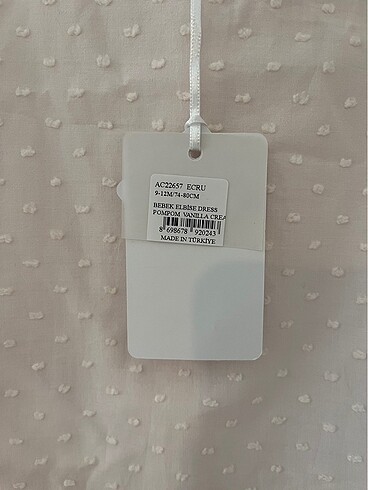 AC22657 ECRU
9-12M/74-80CM
BEBEK ELBİSE DRESS
POMPOM VANILLA CREA
8 698678 920243
MADE IN TÜRKİYE